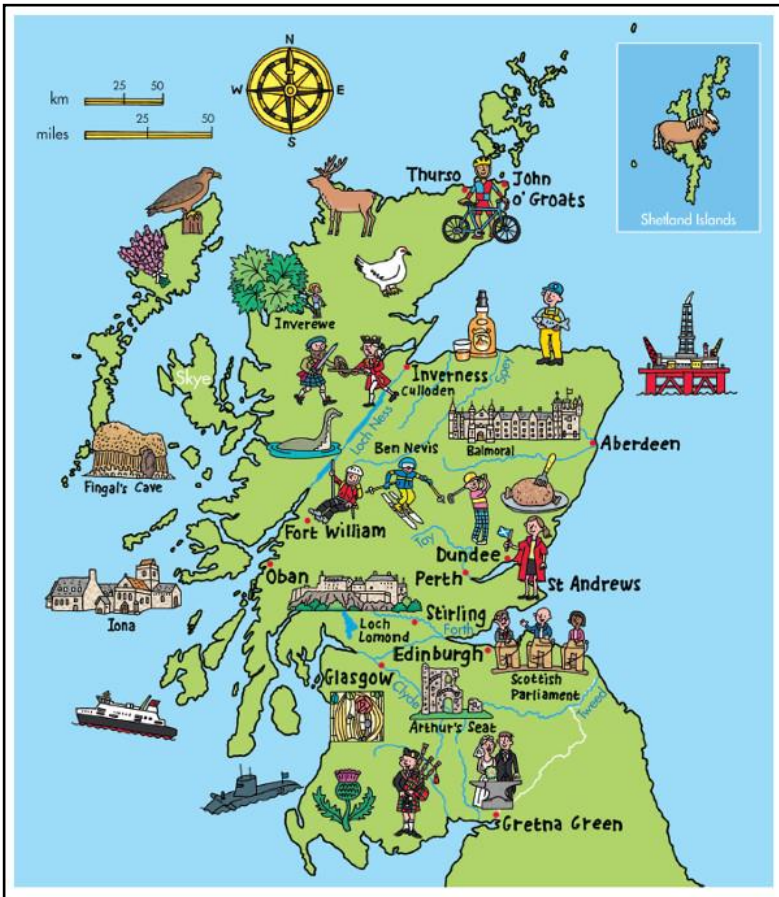 N
W E
S
km 25 50
miles 25 50
Shetland Islands
Thurso
John
o' Groats
Inverewe
Skye
Inverness
Culloden
Spey
Loch Ness
Ben Nevis
Balmoral
Aberdeen
Fingal's Cave
Fort William
Tay
Dundee
Oban
Perth
St Andrews
Iona
Stirling
Loch
Lomond
Forth
Edinburgh
Scottish
Parliament
Glasgow
Clyde
Tweed
Arthur's Seat
Gretna Green